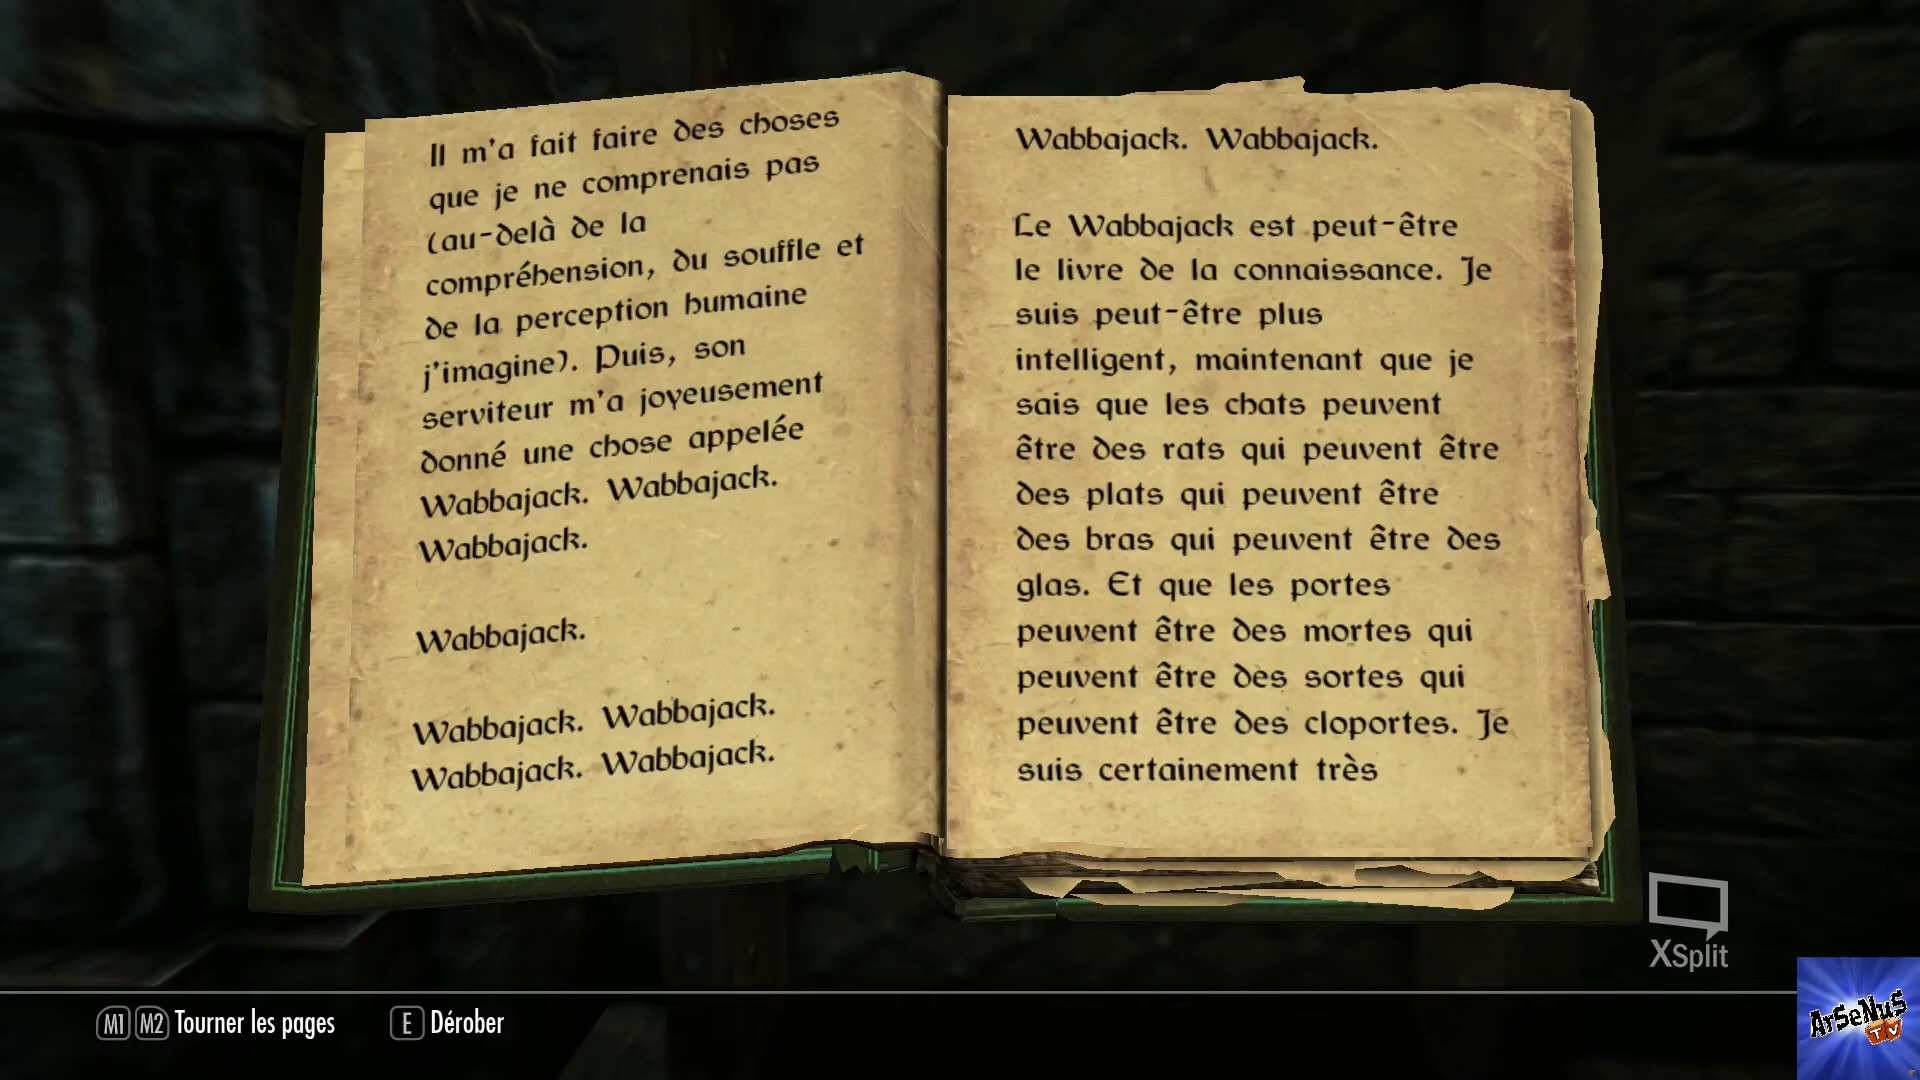 Il m'a fait faire des choses
que je ne comprenais pas
(au-delà de la
compréhension, du souffle et
de la perception humaine
j'imagine). Puis, son
serviteur m'a joyeusement
donné une chose appelée
Wabbajack. Wabbajack.
Wabbajack.
Wabbajack.
Wabbajack. Wabbajack.
Wabbajack. Wabbajack.
Wabbajack. Wabbajack.
Le Wabbajack est peut-être
le livre de la connaissance. Je
suis peut-être plus
intelligent, maintenant que je
sais que les chats peuvent
être des rats qui peuvent être
des plats qui peuvent être
des bras qui peuvent être des
glas. Et que les portes
peuvent être des mortes qui
peuvent être des sortes qui
peuvent être des cloportes. Je
suis certainement très
XSplit
M1 M2 Tourner les pages
E Dérober
ArSeNuS
TV